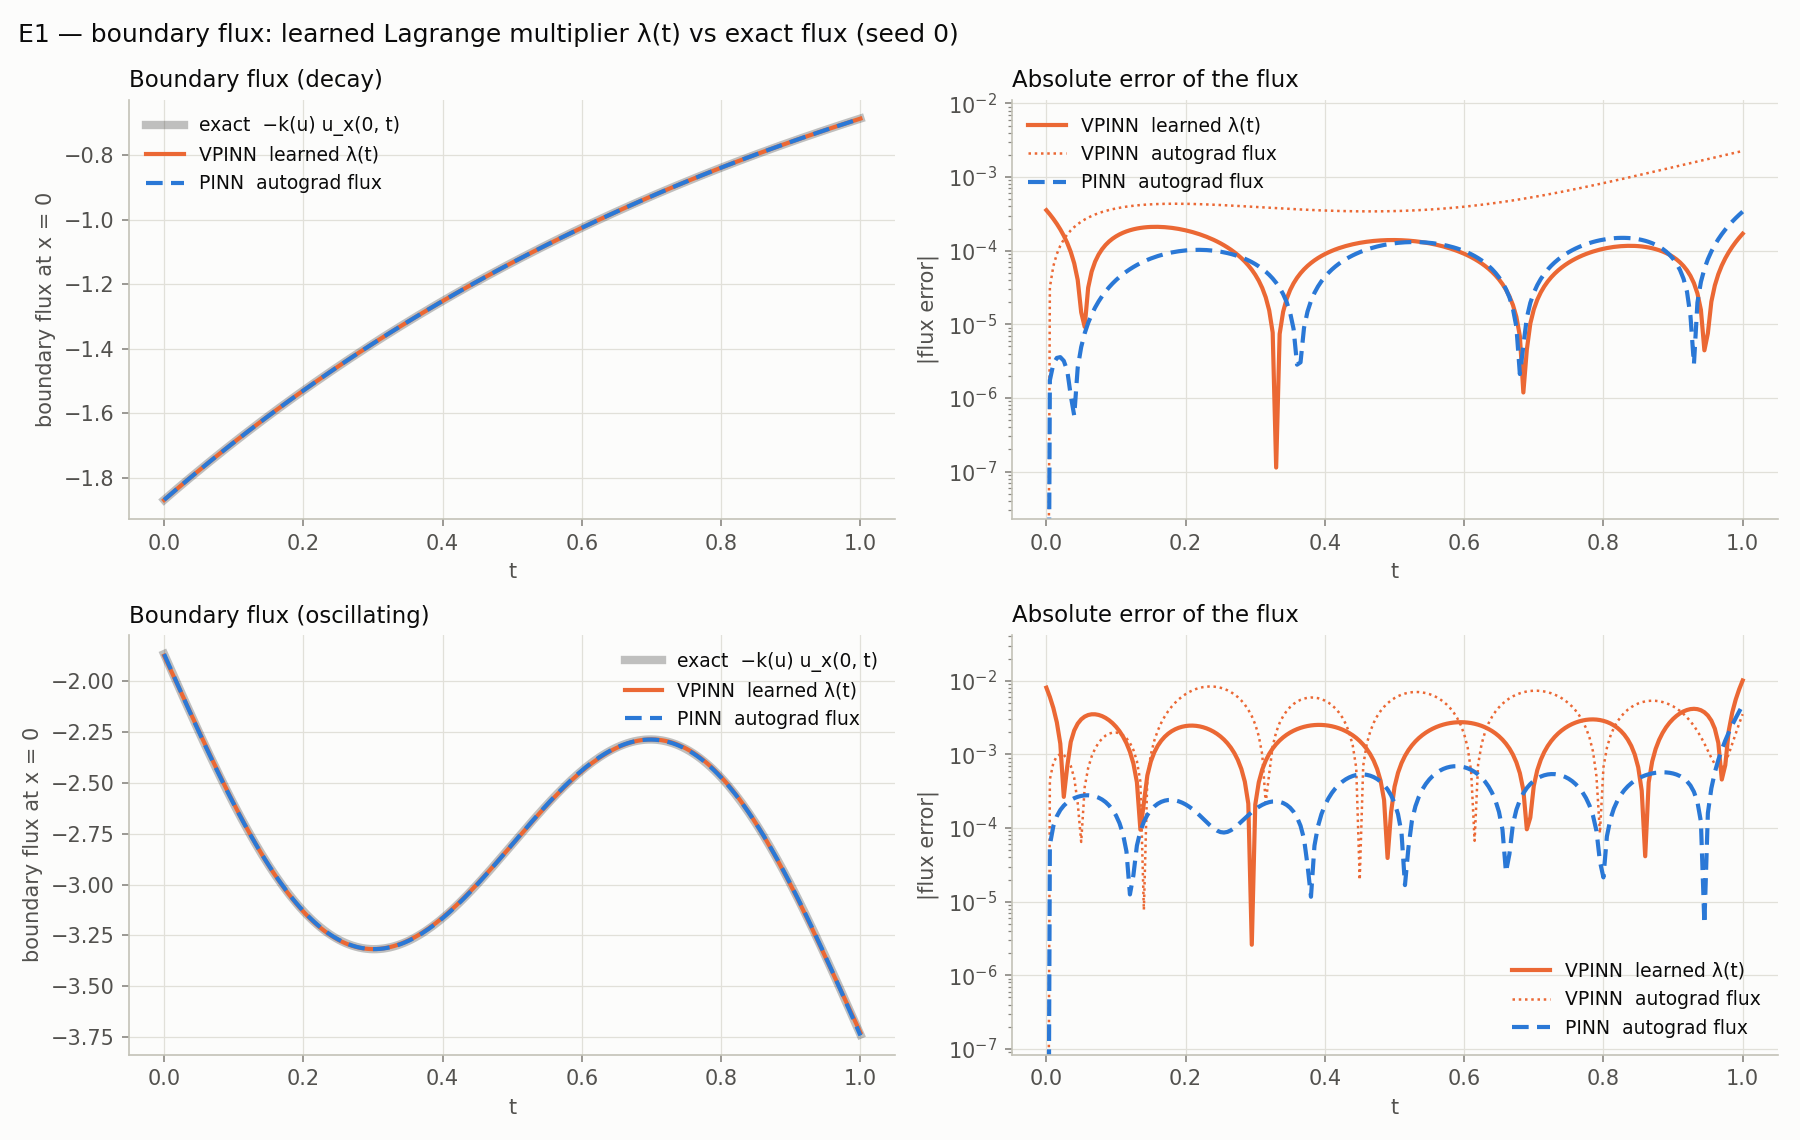 E1 — boundary flux: learned Lagrange multiplier λ(t) vs exact flux (seed 0)
Boundary flux (decay)
exact −k(u) u_x(0, t)
VPINN learned λ(t)
PINN autograd flux
boundary flux at x = 0
−0.8
−1.0
−1.2
−1.4
−1.6
−1.8
0.0 0.2 0.4 0.6 0.8 1.0
t
Absolute error of the flux
VPINN learned λ(t)
VPINN autograd flux
PINN autograd flux
|flux error|
10⁻²
10⁻³
10⁻⁴
10⁻⁵
10⁻⁶
10⁻⁷
0.0 0.2 0.4 0.6 0.8 1.0
t
Boundary flux (oscillating)
exact −k(u) u_x(0, t)
VPINN learned λ(t)
PINN autograd flux
boundary flux at x = 0
−2.00
−2.25
−2.50
−2.75
−3.00
−3.25
−3.50
−3.75
0.0 0.2 0.4 0.6 0.8 1.0
t
Absolute error of the flux
|flux error|
10⁻²
10⁻³
10⁻⁴
10⁻⁵
10⁻⁶
10⁻⁷
VPINN learned λ(t)
VPINN autograd flux
PINN autograd flux
0.0 0.2 0.4 0.6 0.8 1.0
t